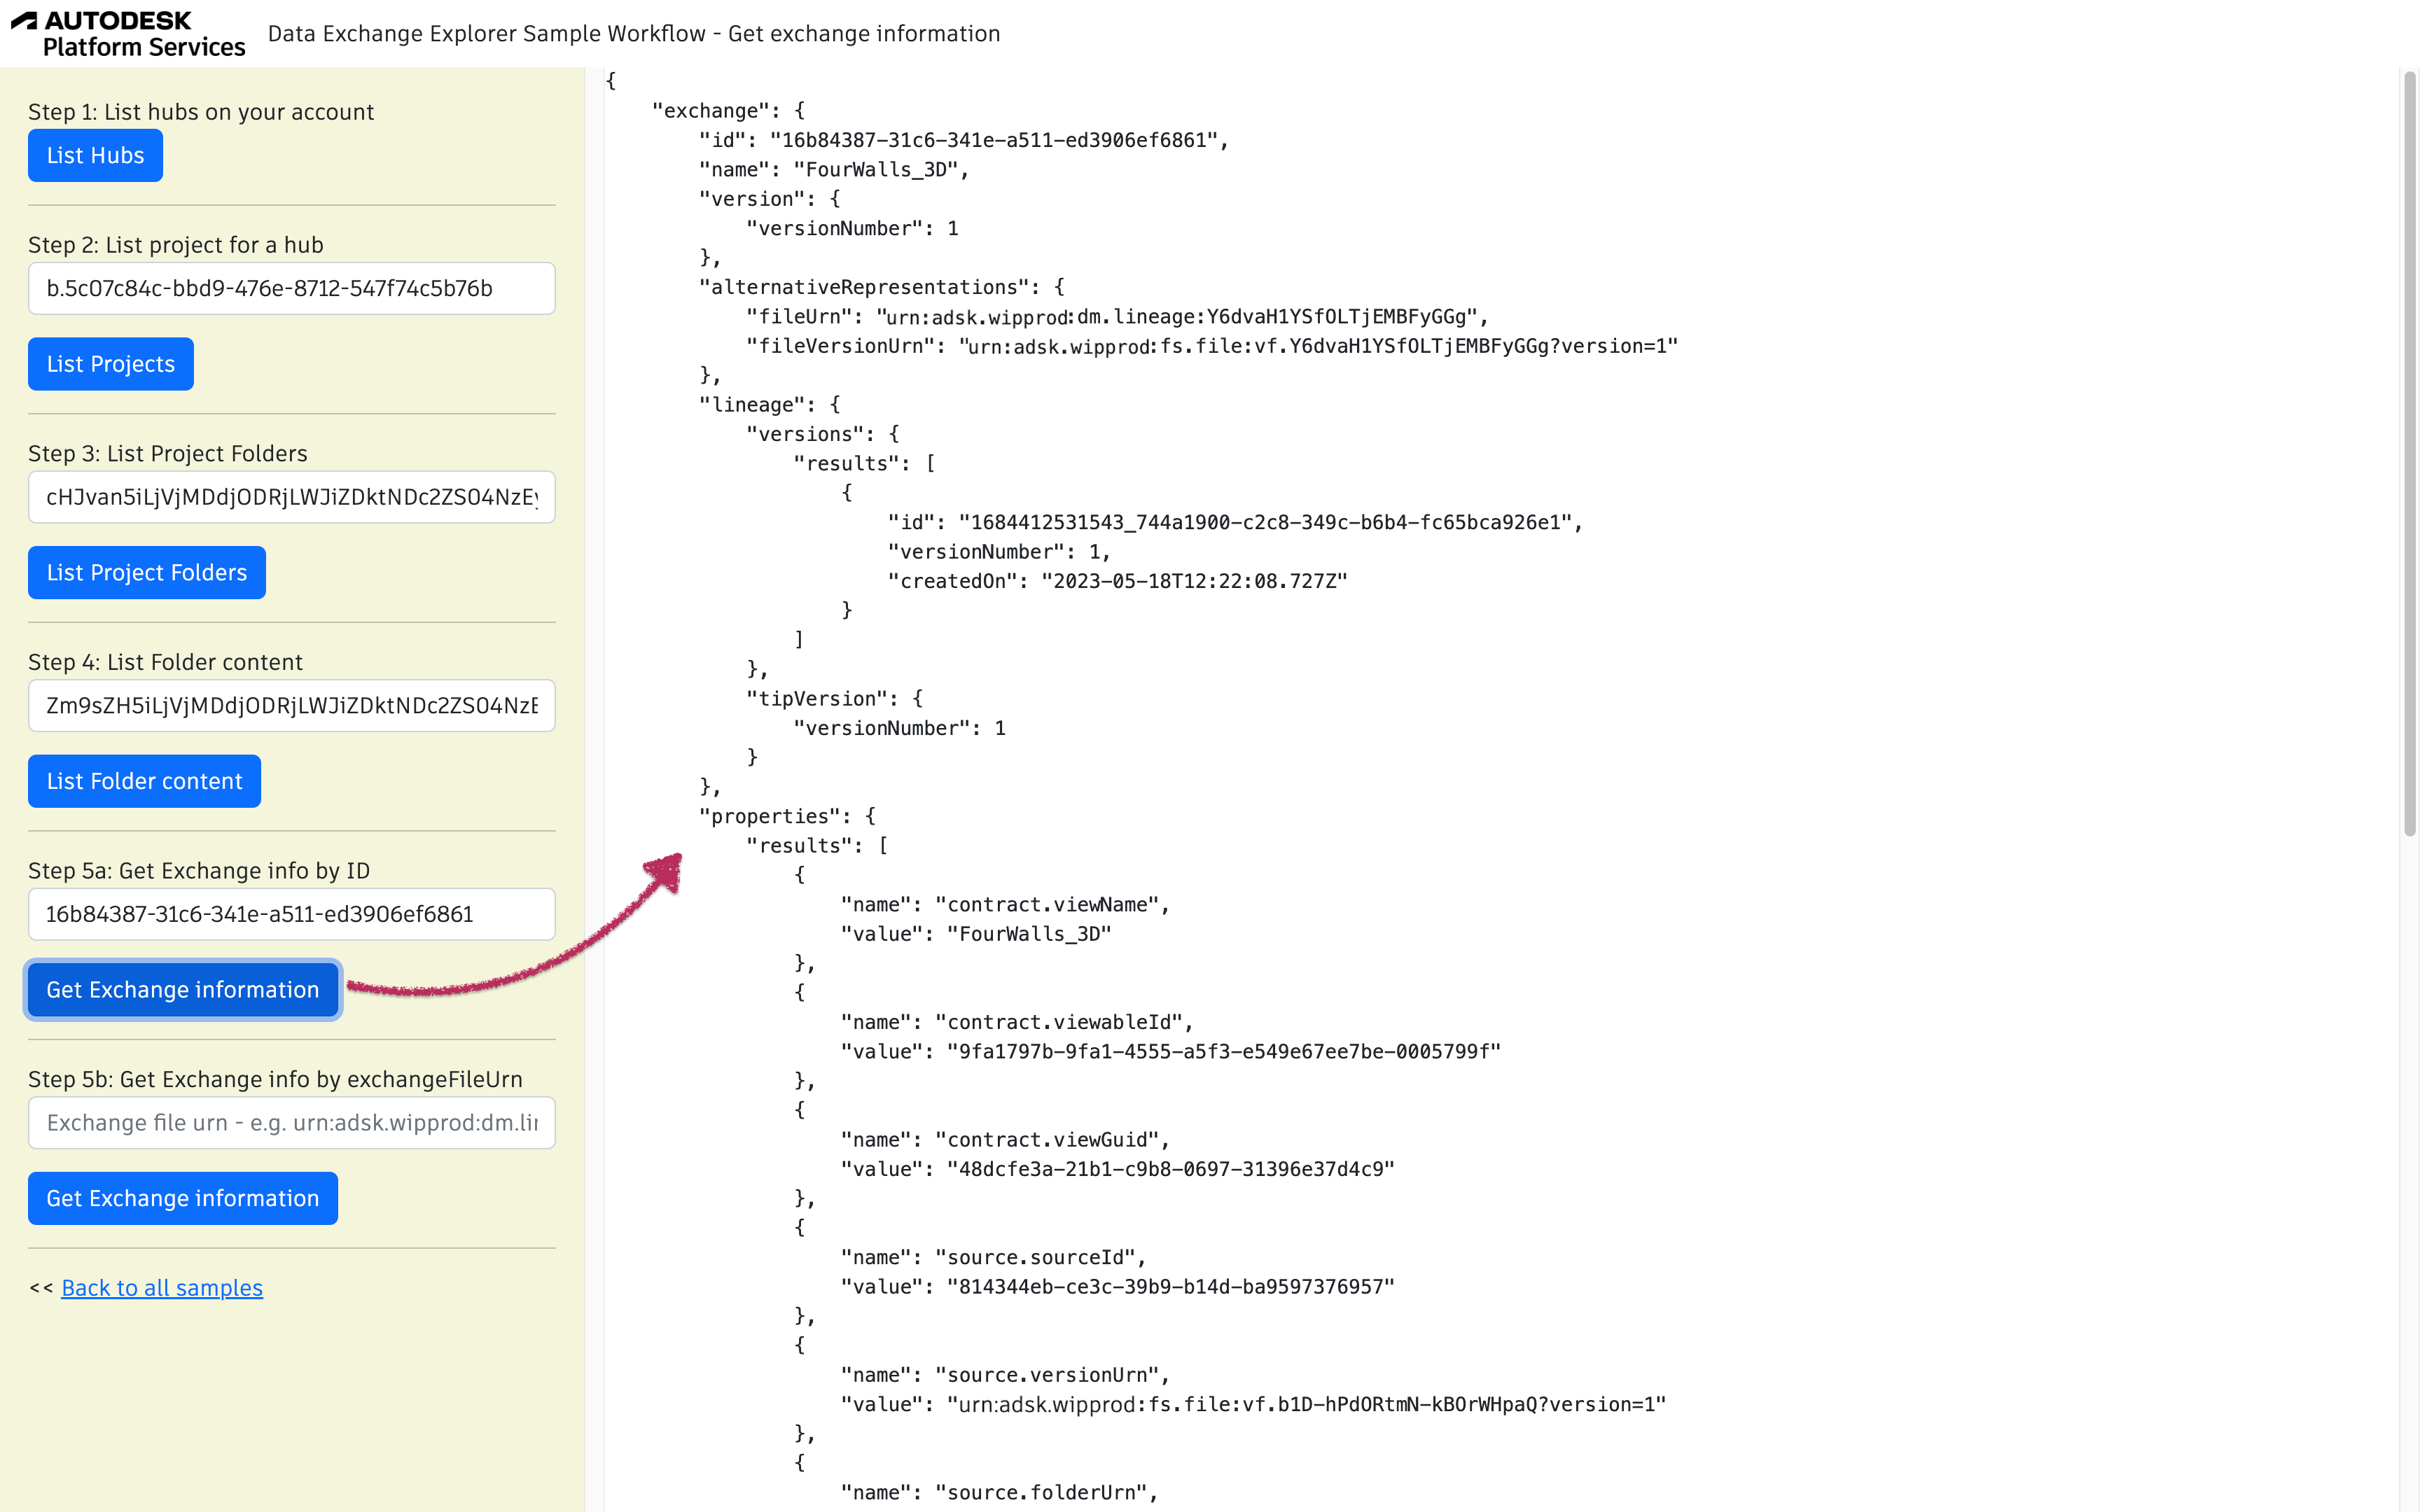 AUTODESK
Platform Services
Data Exchange Explorer Sample Workflow - Get exchange information
Step 1: List hubs on your account
List Hubs
Step 2: List project for a hub
b.5c07c84c-bbd9-476e-8712-547f74c5b76b
List Projects
Step 3: List Project Folders
cHJvan5iLjVjMDdjODRjLWJiZDktNDc2ZS04NzEy
List Project Folders
Step 4: List Folder content
Zm9sZH5iLjVjMDdjODRjLWJiZDktNDc2ZS04NzE
List Folder content
Step 5a: Get Exchange info by ID
16b84387-31c6-341e-a511-ed3906ef6861
Get Exchange information
Step 5b: Get Exchange info by exchangeFileUrn
Exchange file urn - e.g. urn:adsk.wipprod:dm.lin
Get Exchange information
<< Back to all samples
{
"exchange": {
"id": "16b84387-31c6-341e-a511-ed3906ef6861",
"name": "FourWalls_3D",
"version": {
"versionNumber": 1
},
"alternativeRepresentations": {
"fileUrn": "urn:adsk.wipprod:dm.lineage:Y6dvaH1YSfOLTjEMBFyGGg",
"fileVersionUrn": "urn:adsk.wipprod:fs.file:vf.Y6dvaH1YSfOLTjEMBFyGGg?version=1"
},
"lineage": {
"versions": {
"results": [
{
"id": "1684412531543_744a1900-c2c8-349c-b6b4-fc65bca926e1",
"versionNumber": 1,
"createdOn": "2023-05-18T12:22:08.727Z"
}
]
},
"tipVersion": {
"versionNumber": 1
}
},
"properties": {
"results": [
{
"name": "contract.viewName",
"value": "FourWalls_3D"
},
{
"name": "contract.viewableId",
"value": "9fa1797b-9fa1-4555-a5f3-e549e67ee7be-0005799f"
},
{
"name": "contract.viewGuid",
"value": "48dcfe3a-21b1-c9b8-0697-31396e37d4c9"
},
{
"name": "source.sourceId",
"value": "814344eb-ce3c-39b9-b14d-ba9597376957"
},
{
"name": "source.versionUrn",
"value": "urn:adsk.wipprod:fs.file:vf.b1D-hPdORtmN-kBOrWHpaQ?version=1"
},
{
"name": "source.folderUrn",